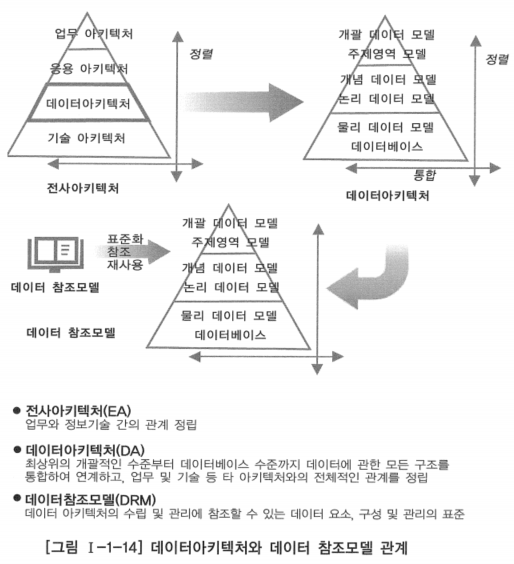 업무 아키텍처
응용 아키텍처
데이터아키텍처
기술 아키텍처
정렬
전사아키텍처
개괄 데이터 모델
주제영역 모델
개념 데이터 모델
논리 데이터 모델
물리 데이터 모델
데이터베이스
정렬
통합
데이터아키텍처
표준화
참조
재사용
데이터 참조모델
데이터 참조모델
개괄 데이터 모델
주제영역 모델
개념 데이터 모델
논리 데이터 모델
물리 데이터 모델
데이터베이스
● 전사아키텍처(EA)
업무와 정보기술 간의 관계 정립
● 데이터아키텍처(DA)
최상위의 개괄적인 수준부터 데이터베이스 수준까지 데이터에 관한 모든 구조를
통합하여 연계하고, 업무 및 기술 등 타 아키텍처와의 전체적인 관계를 정립
● 데이터참조모델(DRM)
데이터 아키텍처의 수립 및 관리에 참조할 수 있는 데이터 요소, 구성 및 관리의 표준
[그림 Ⅰ-1-14] 데이터아키텍처와 데이터 참조모델 관계